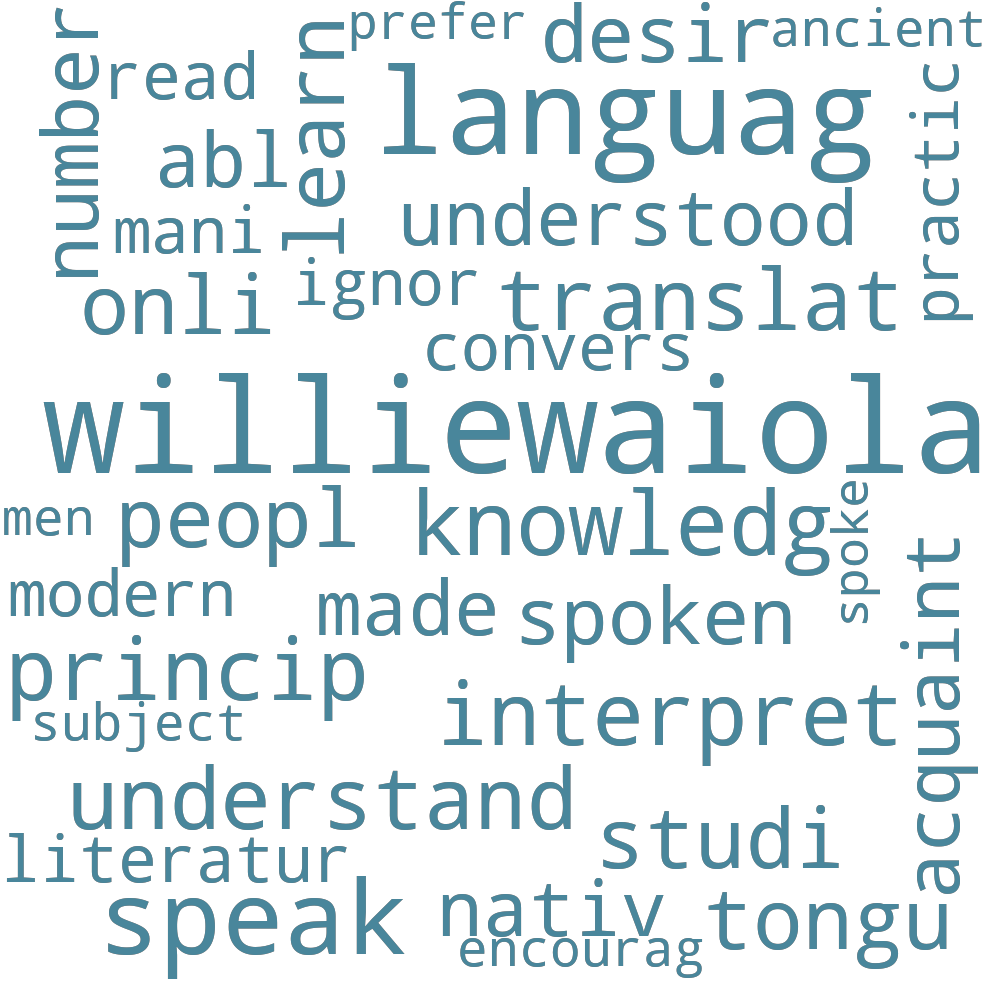 prefer
desir
ancient
number
read
learn
languag
practic
abl
mani
understood
onli
ignor
translat
convers
williewaiola
men
peopl
knowledg
spoke
modern
made
spoken
acquaint
princip
subject
interpret
understand
studi
literatur
speak
nativ
tongu
encourag